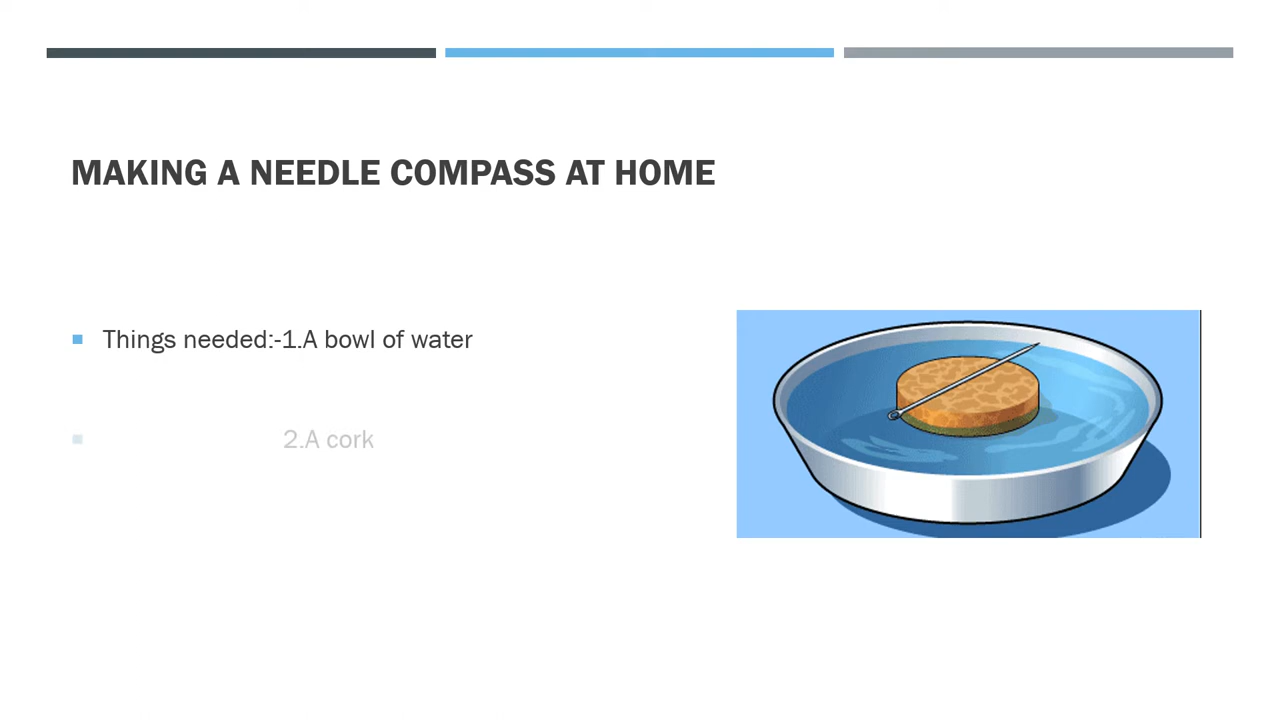 MAKING A NEEDLE COMPASS AT HOME
Things needed:-1.A bowl of water
2.A cork